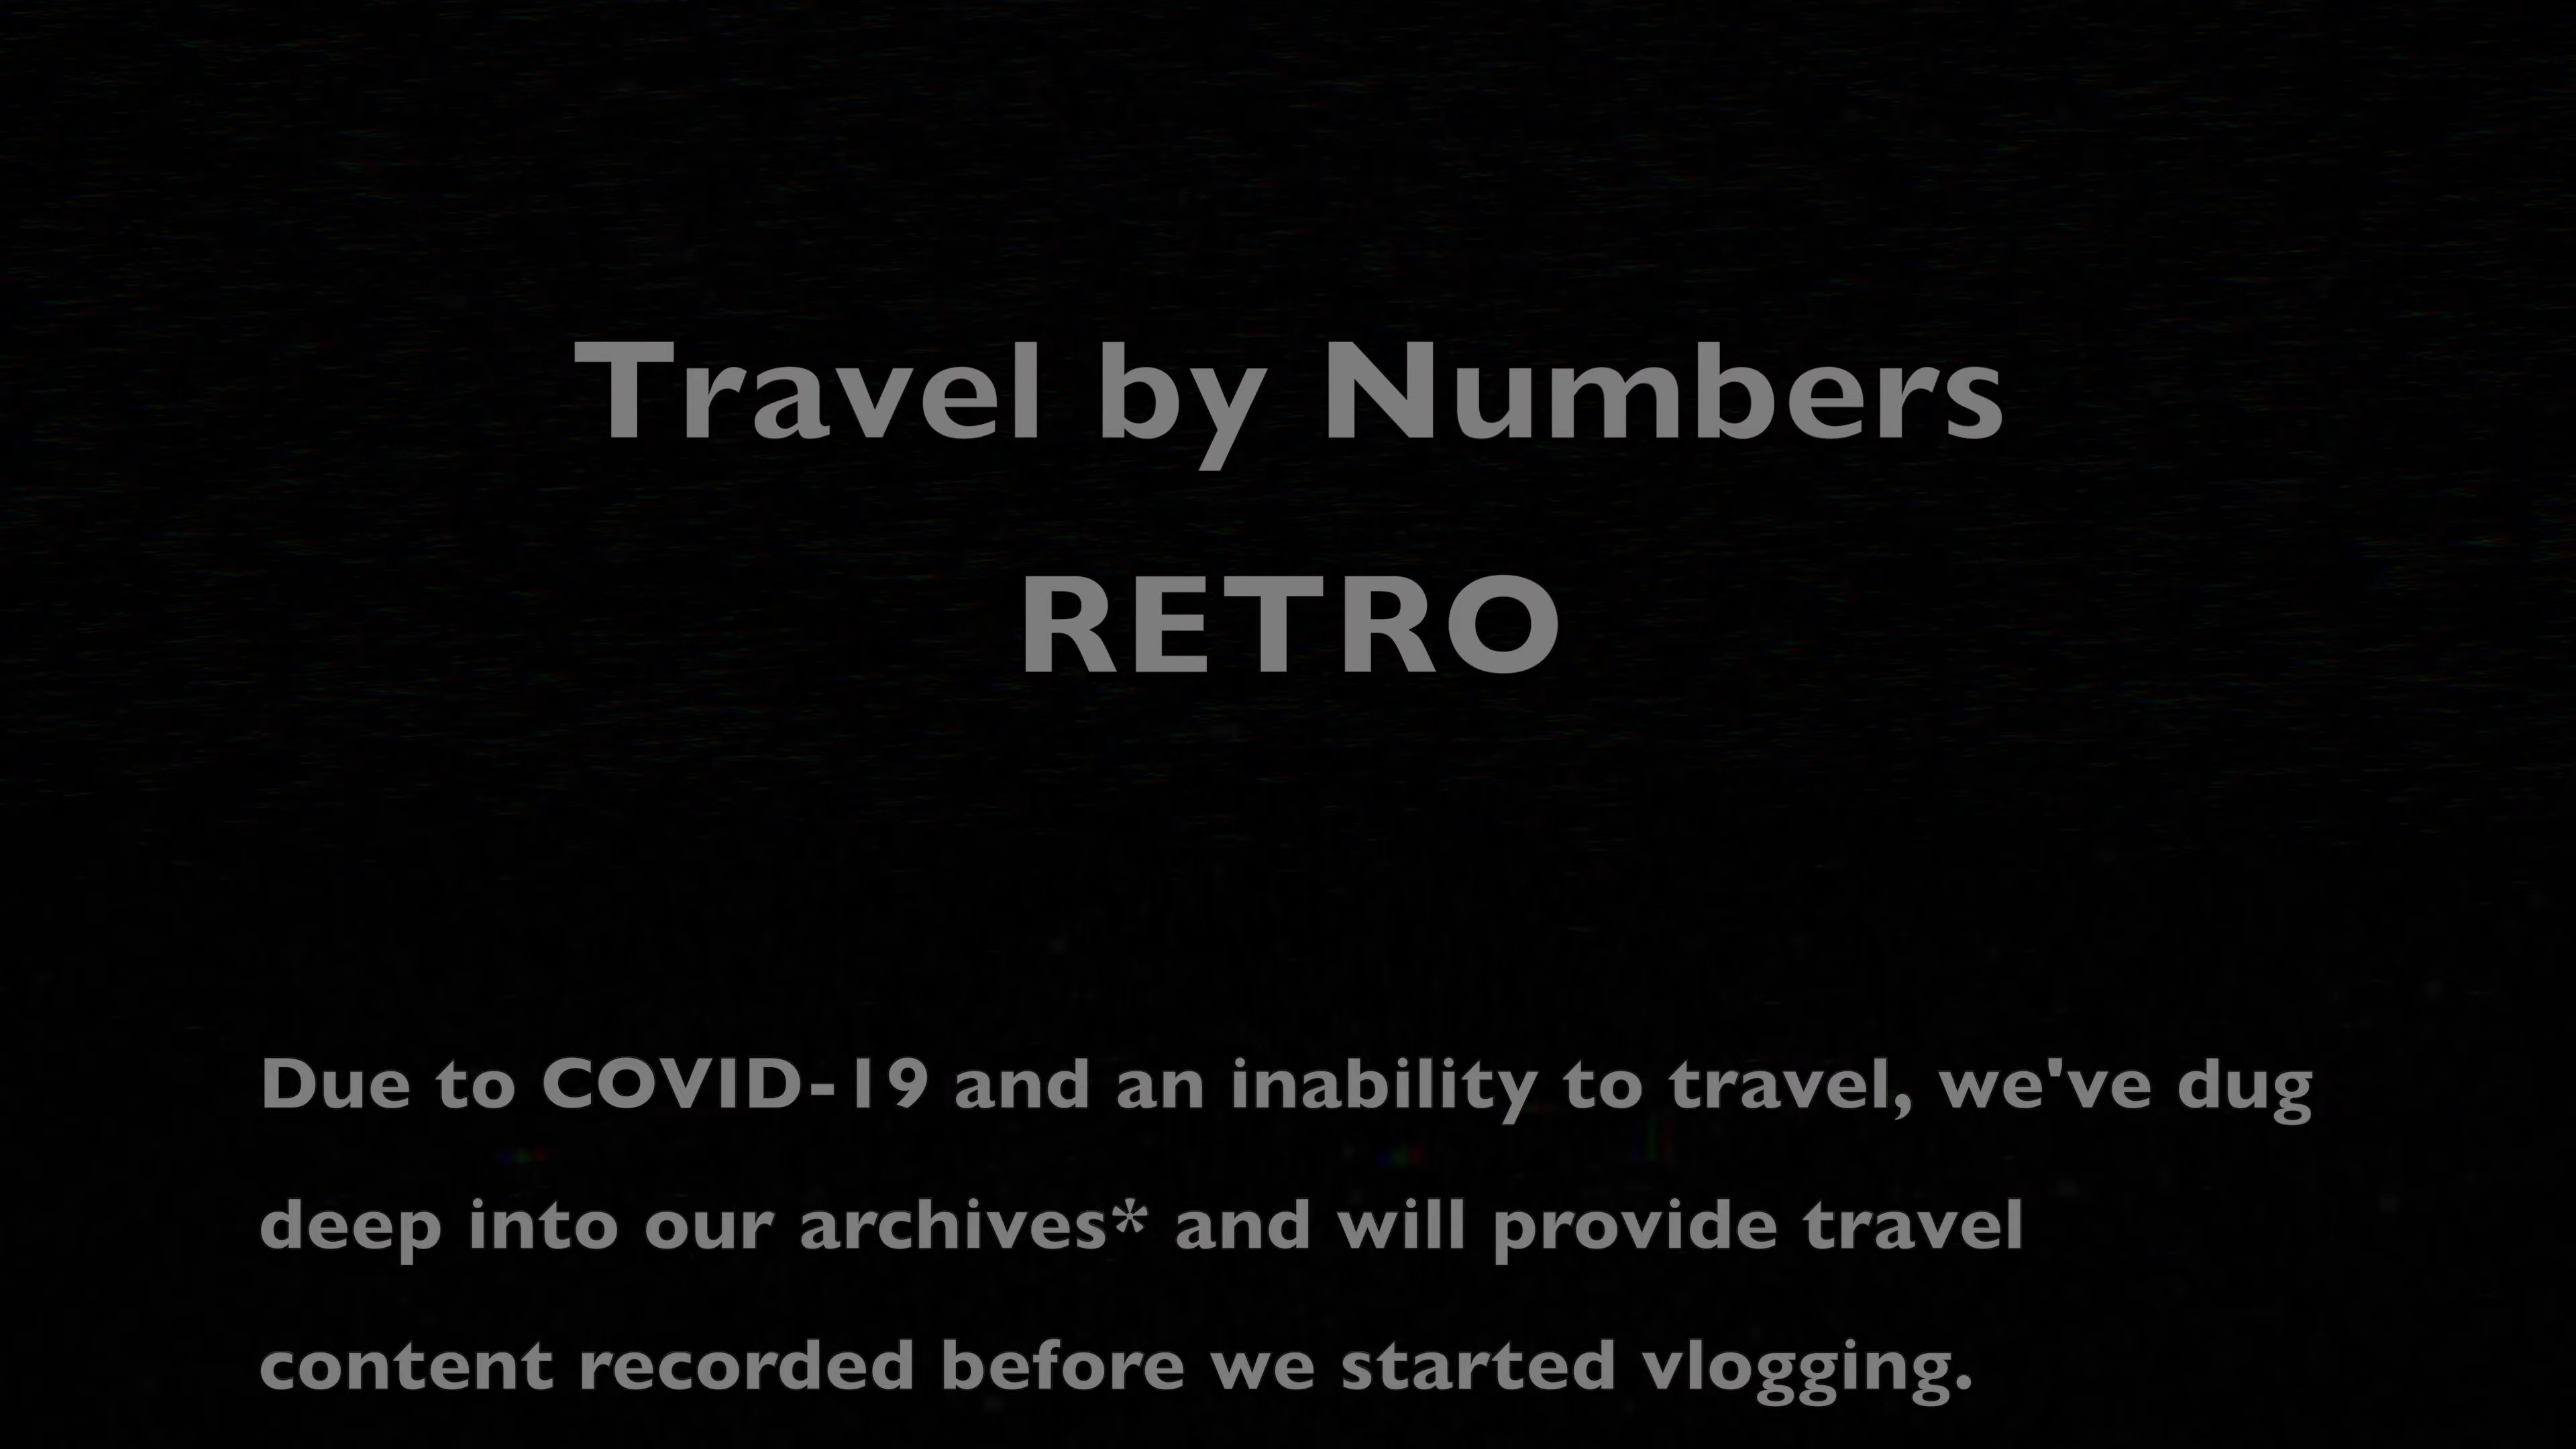 Travel by Numbers
RETRO
Due to COVID-19 and an inability to travel, we've dug
deep into our archives* and will provide travel
content recorded before we started vlogging.